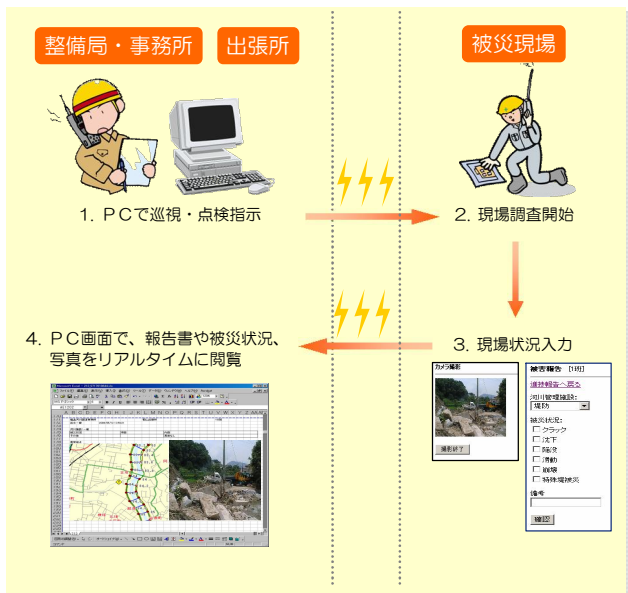 整備局・事務所
出張所
被災現場
1. ＰＣで巡視・点検指示
2. 現場調査開始
4. ＰＣ画面で、報告書や被災状況、
写真をリアルタイムに閲覧
3. 現場状況入力
カメラ撮影
撮影終了
被害報告 [1班]
進捗報告へ戻る
河川管理施設:
堤防
被災状況:
クラック
沈下
陥没
滑動
崩壊
特殊堤被災
備考
確認